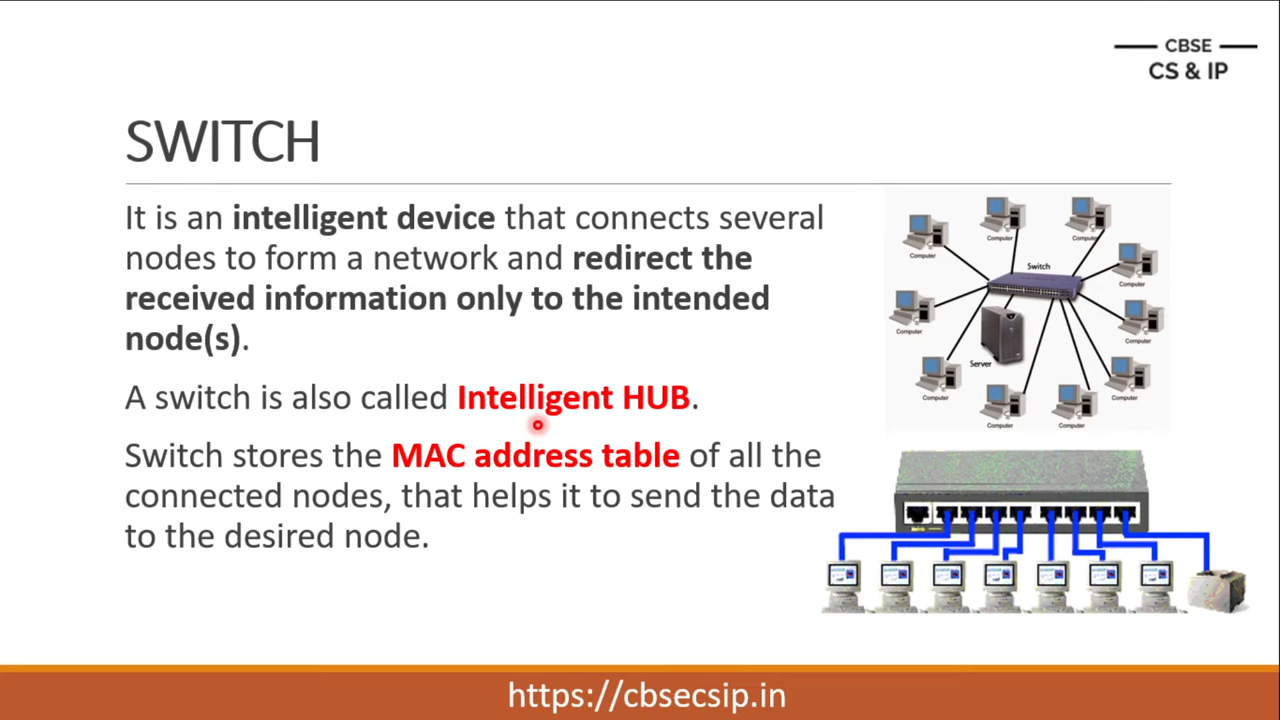 CBSE
CS & IP
SWITCH
It is an intelligent device that connects several
nodes to form a network and redirect the
received information only to the intended
node(s).
A switch is also called Intelligent HUB.
Switch stores the MAC address table of all the
connected nodes, that helps it to send the data
to the desired node.
Computer
Computer
Computer
Switch
Computer
Computer
Computer
Server
Computer
Computer
Computer
Computer
https://cbsecsip.in